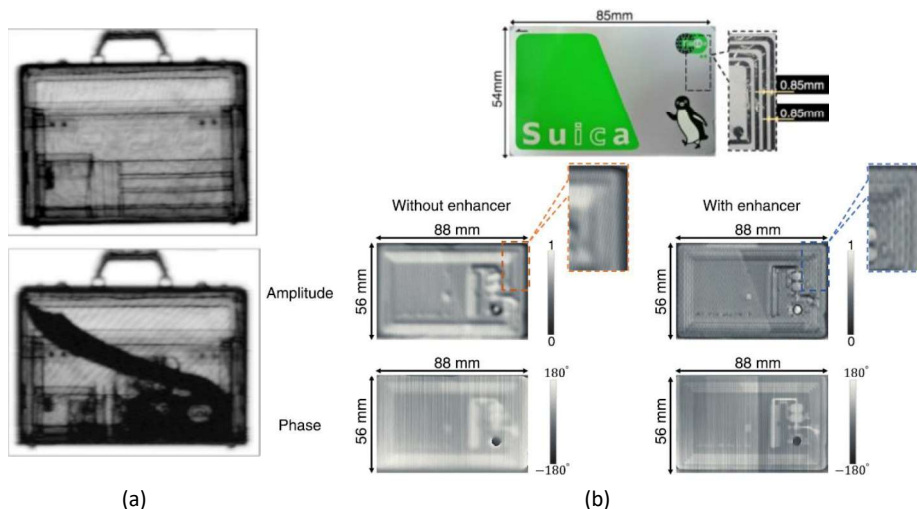 85mm
54mm
Suica
0.85mm
0.85mm
Without enhancer
With enhancer
88 mm
88 mm
Amplitude
56 mm
1
0
56 mm
1
0
88 mm
88 mm
Phase
56 mm
180°
−180°
56 mm
180°
−180°
(a)
(b)